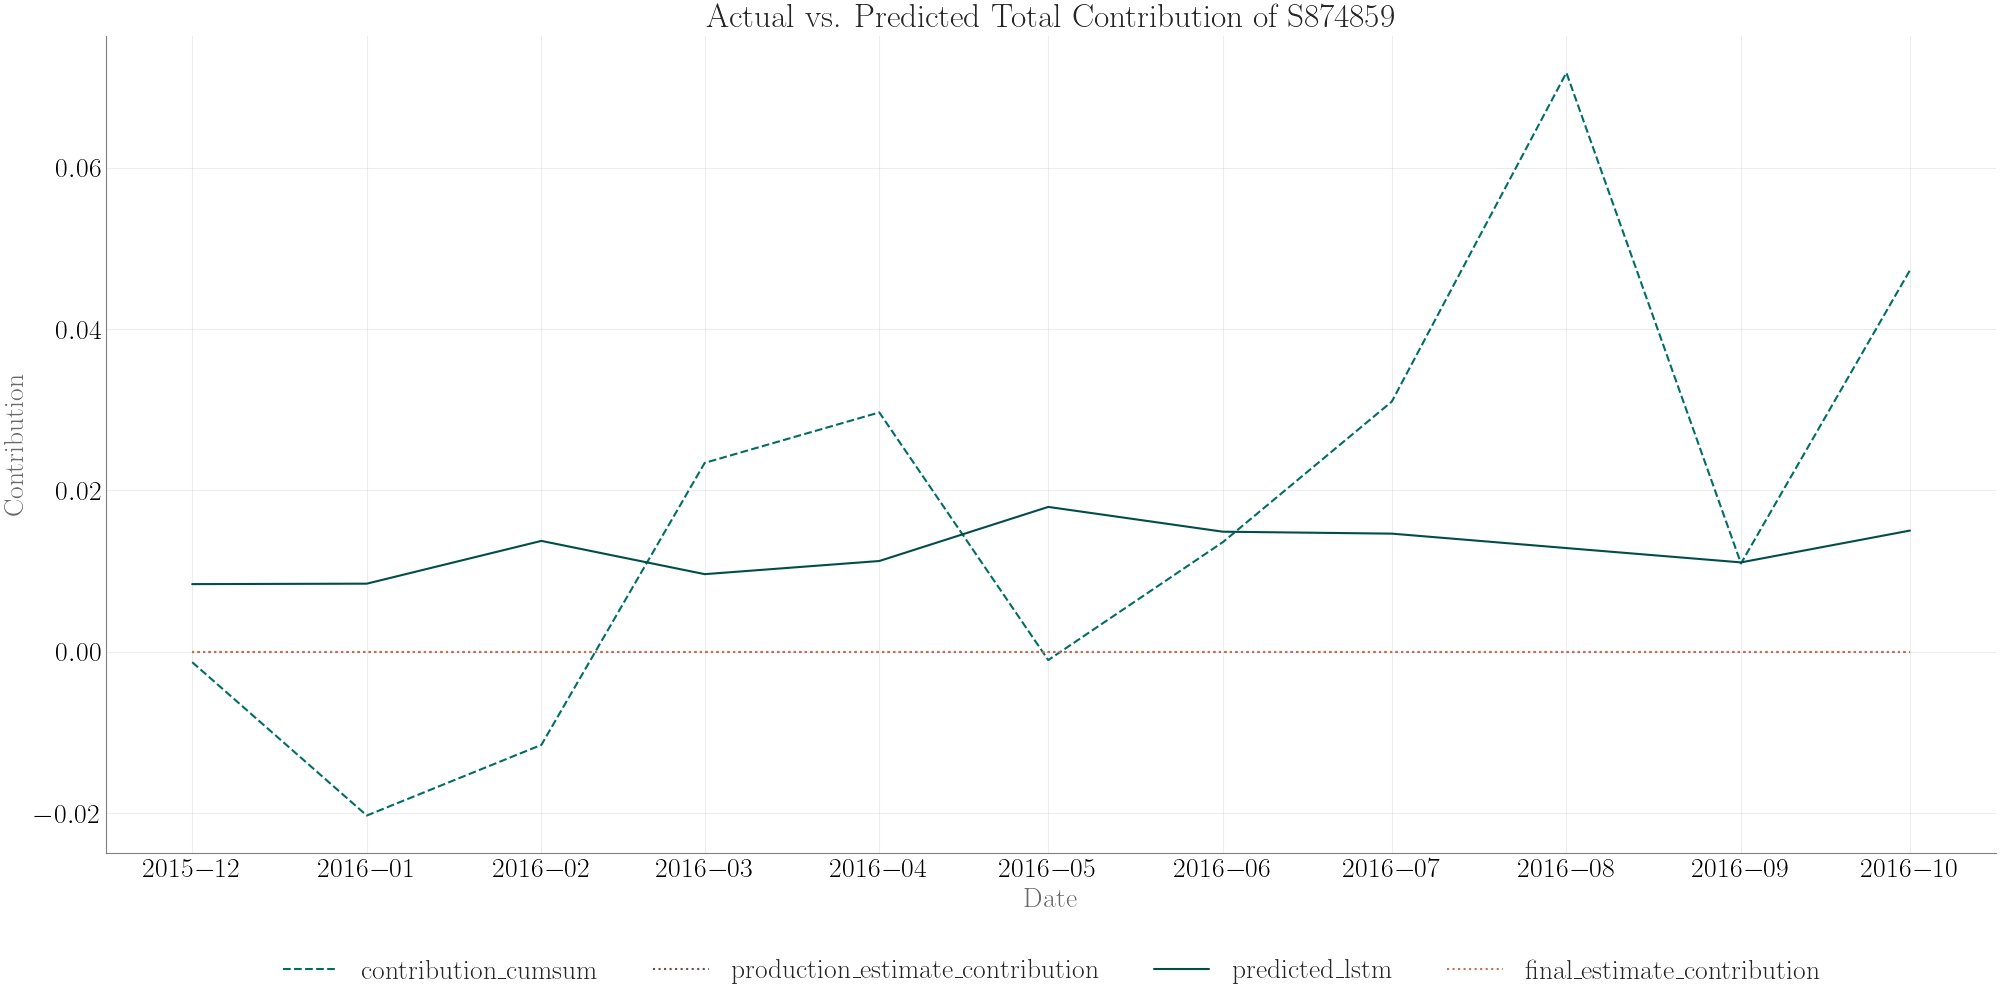 Actual vs. Predicted Total Contribution of S874859
Contribution
0.06
0.04
0.02
0.00
−0.02
2015−12 2016−01 2016−02 2016−03 2016−04 2016−05 2016−06 2016−07 2016−08 2016−09 2016−10
Date
contribution_cumsum production_estimate_contribution predicted_lstm final_estimate_contribution